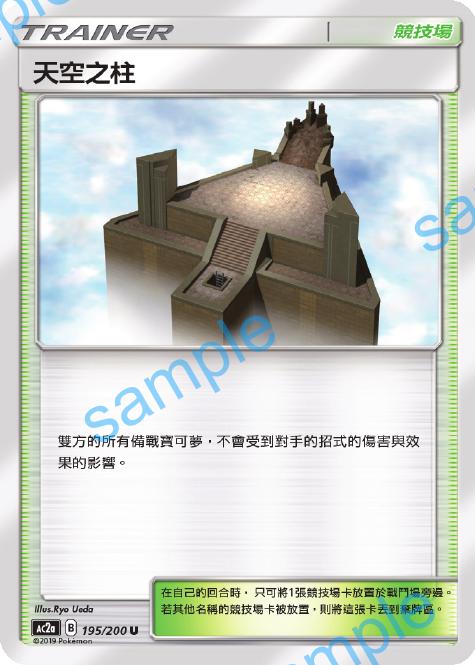 TRAINER
競技場
天空之柱
sample
sample
sample
雙方的所有備戰寶可夢，不會受到對手的招式的傷害與效
果的影響。
在自己的回合時，只可將1張競技場卡放置於戰鬥場旁邊。
若其他名稱的競技場卡被放置，則將這張卡丟到棄牌區。
Illus.Ryo Ueda
AC2a B 195/200 U
©2019 Pokémon